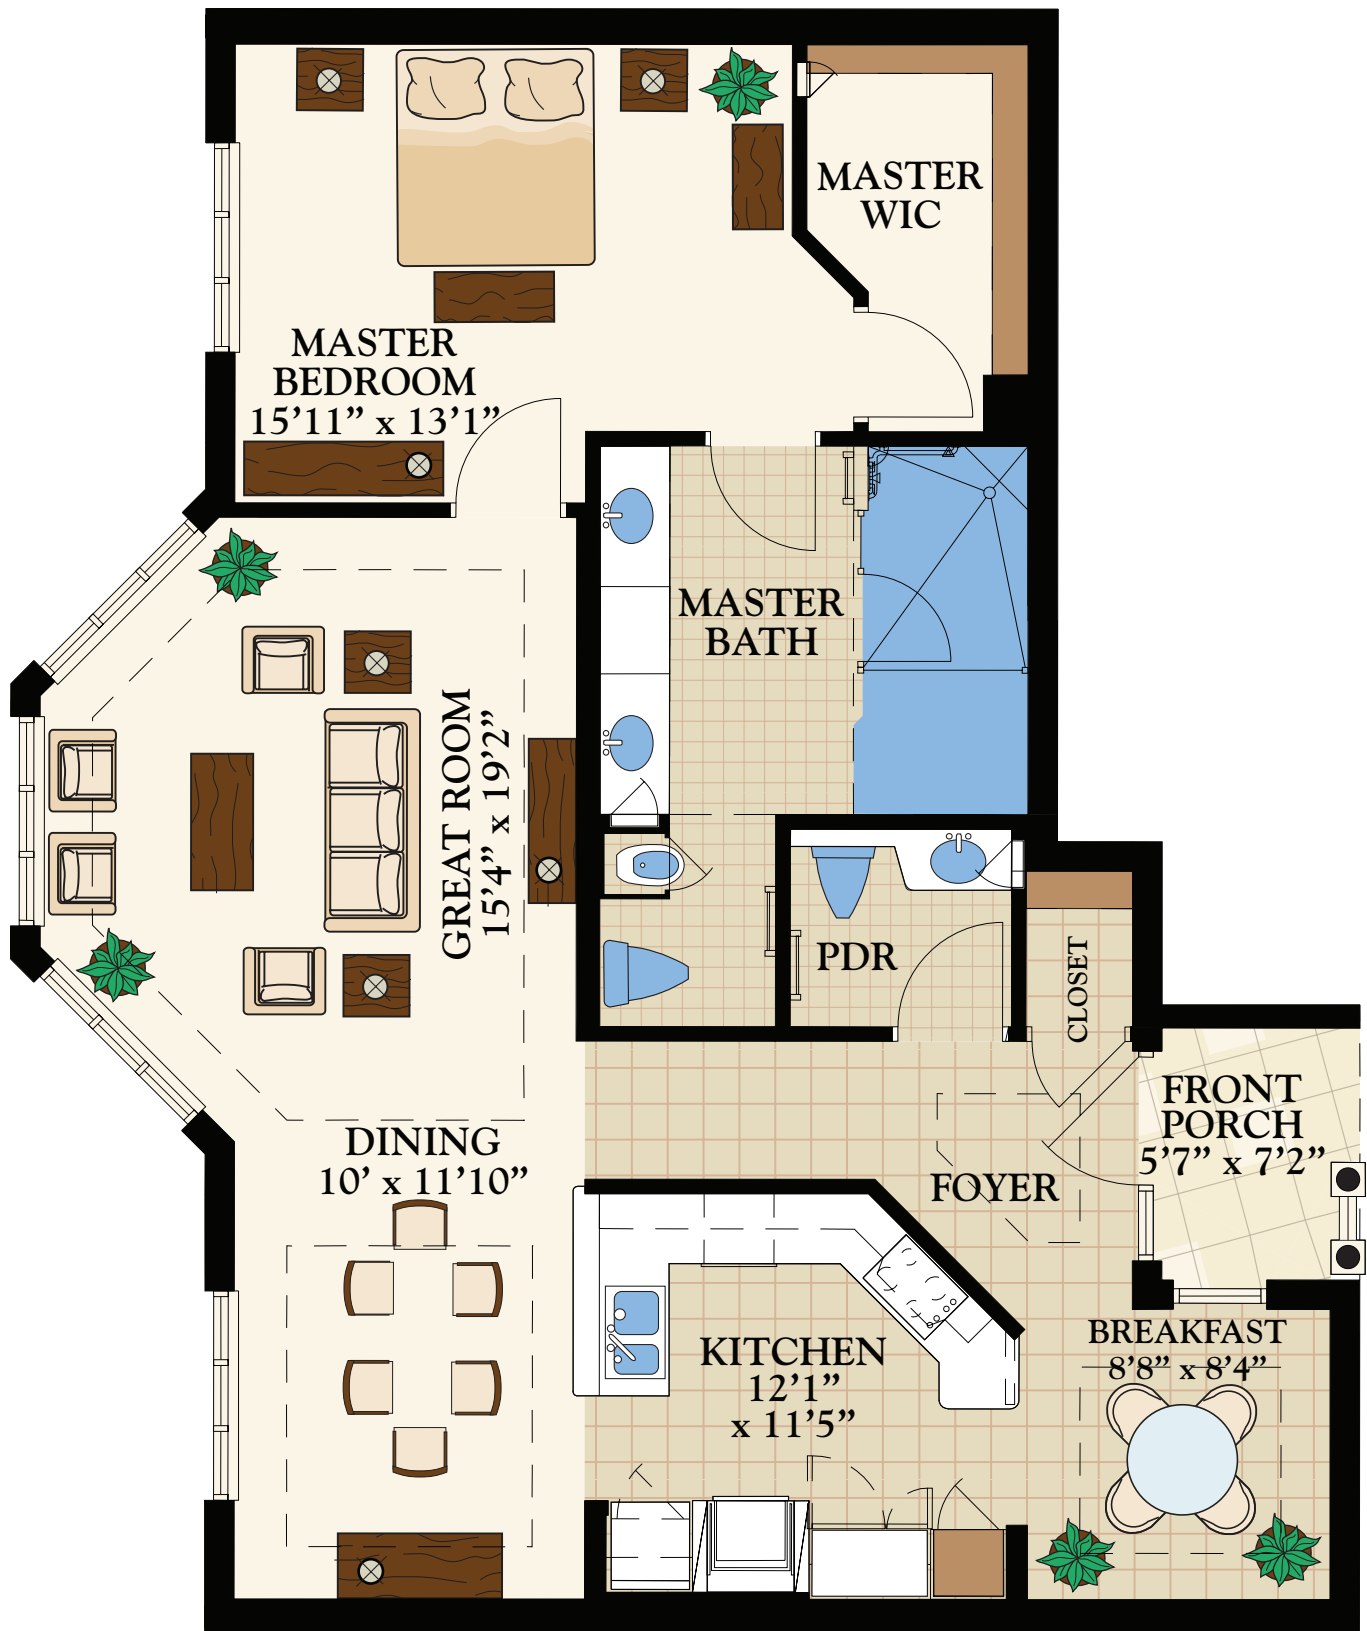 MASTER
WIC
MASTER
BEDROOM
15’11” x 13’1”
MASTER
BATH
GREAT ROOM
15’4” x 19’2”
PDR
CLOSET
FRONT
PORCH
5’7” x 7’2”
DINING
10’ x 11’10”
FOYER
KITCHEN
12’1”
x 11’5”
BREAKFAST
8’8” x 8’4”